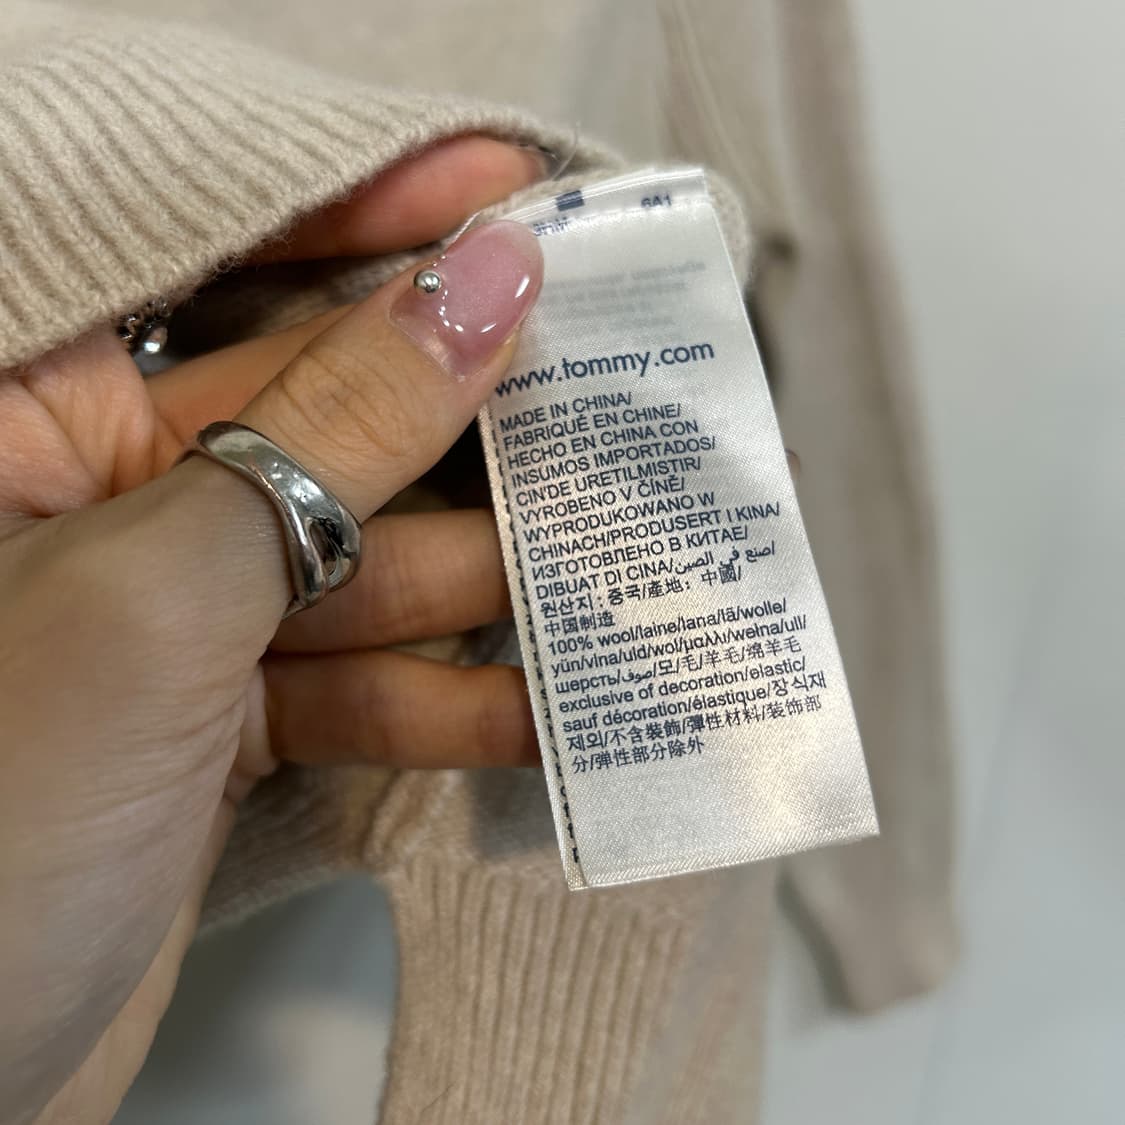 6A1
www.tommy.com
MADE IN CHINA/
FABRIQUÉ EN CHINE/
HECHO EN CHINA CON
INSUMOS IMPORTADOS/
CIN'DE URETILMISTIR/
VYROBENO V ČÍNĚ/
WYPRODUKOWANO W
CHINACH/PRODUSERT I KINA/
ИЗГОТОВЛЕНО В КИТАЕ/
DIBUAT DI CINA/اصنع في الصين/
원산지: 중국/產地: 中國/
中国制造
100% wool/laine/lana/lã/wolle/
yün/vlna/uld/wol/μαλλι/wełna/ull/
шерсть/صوف/모/毛/羊毛/绵羊毛
exclusive of decoration/elastic/
sauf décoration/élastique/장식재
제외/不含裝飾/彈性材料/装饰部
分/弹性部分除外